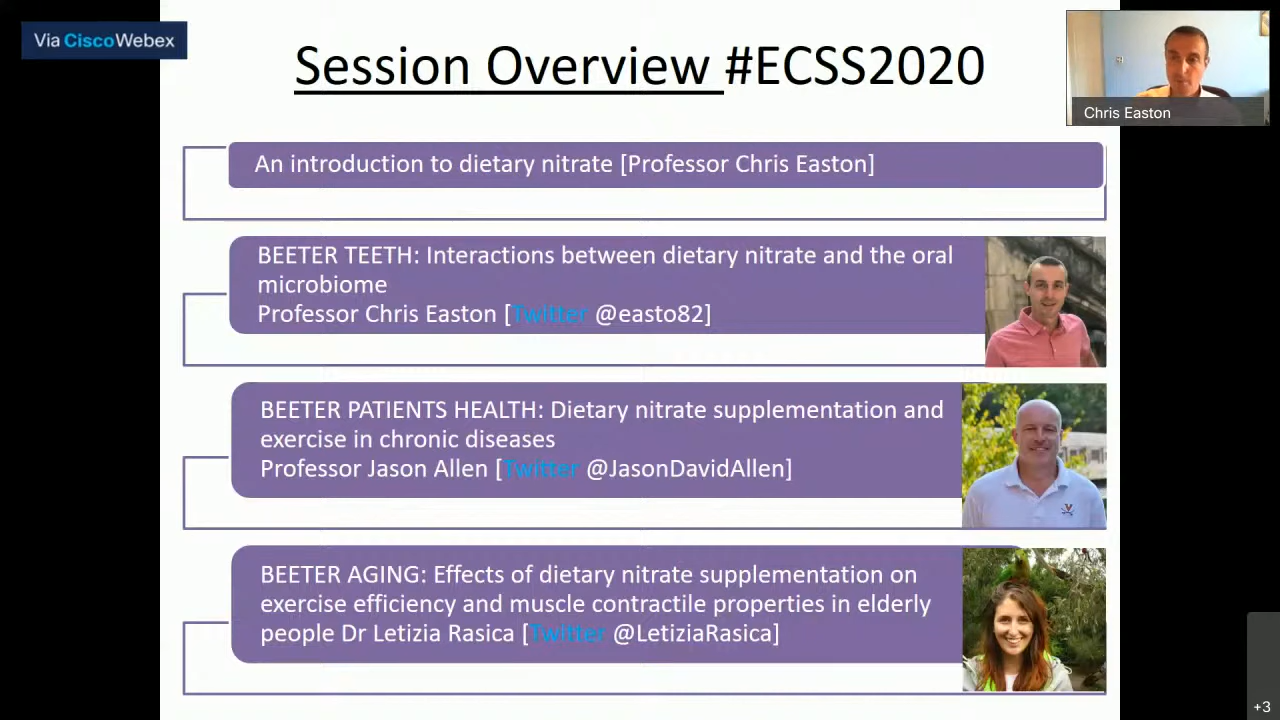 Via CiscoWebex
Session Overview #ECSS2020
Chris Easton
An introduction to dietary nitrate [Professor Chris Easton]
BEETER TEETH: Interactions between dietary nitrate and the oral
microbiome
Professor Chris Easton [Twitter @easto82]
BEETER PATIENTS HEALTH: Dietary nitrate supplementation and
exercise in chronic diseases
Professor Jason Allen [Twitter @JasonDavidAllen]
BEETER AGING: Effects of dietary nitrate supplementation on
exercise efficiency and muscle contractile properties in elderly
people Dr Letizia Rasica [Twitter @LetiziaRasica]
+3